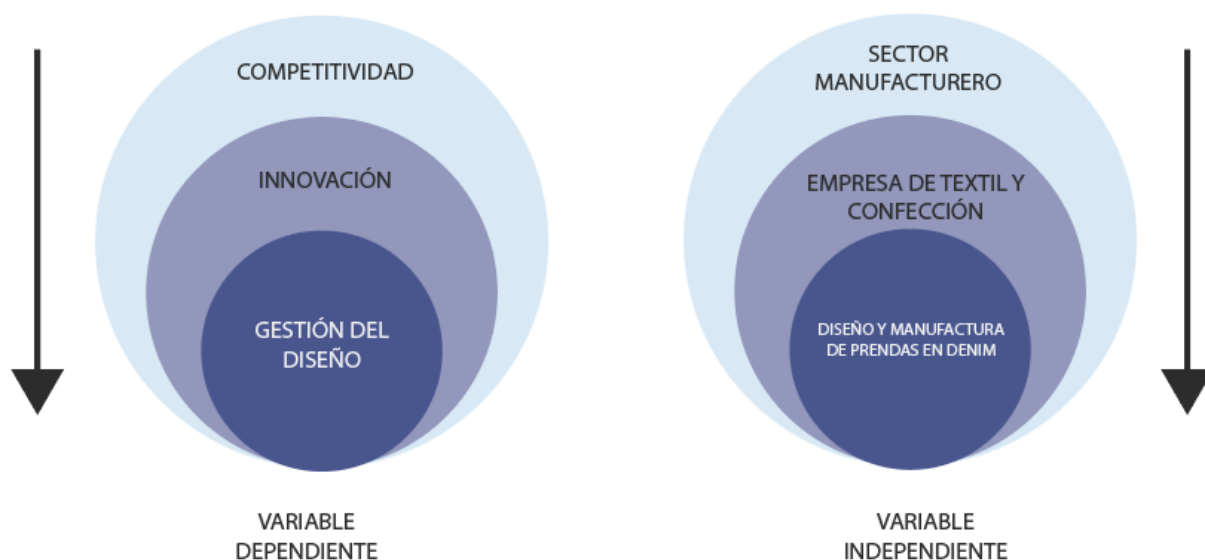 COMPETITIVIDAD
INNOVACIÓN
GESTIÓN DEL
DISEÑO
VARIABLE
DEPENDIENTE
SECTOR
MANUFACTURERO
EMPRESA DE TEXTIL Y
CONFECCIÓN
DISEÑO Y MANUFACTURA
DE PRENDAS EN DENIM
VARIABLE
INDEPENDIENTE